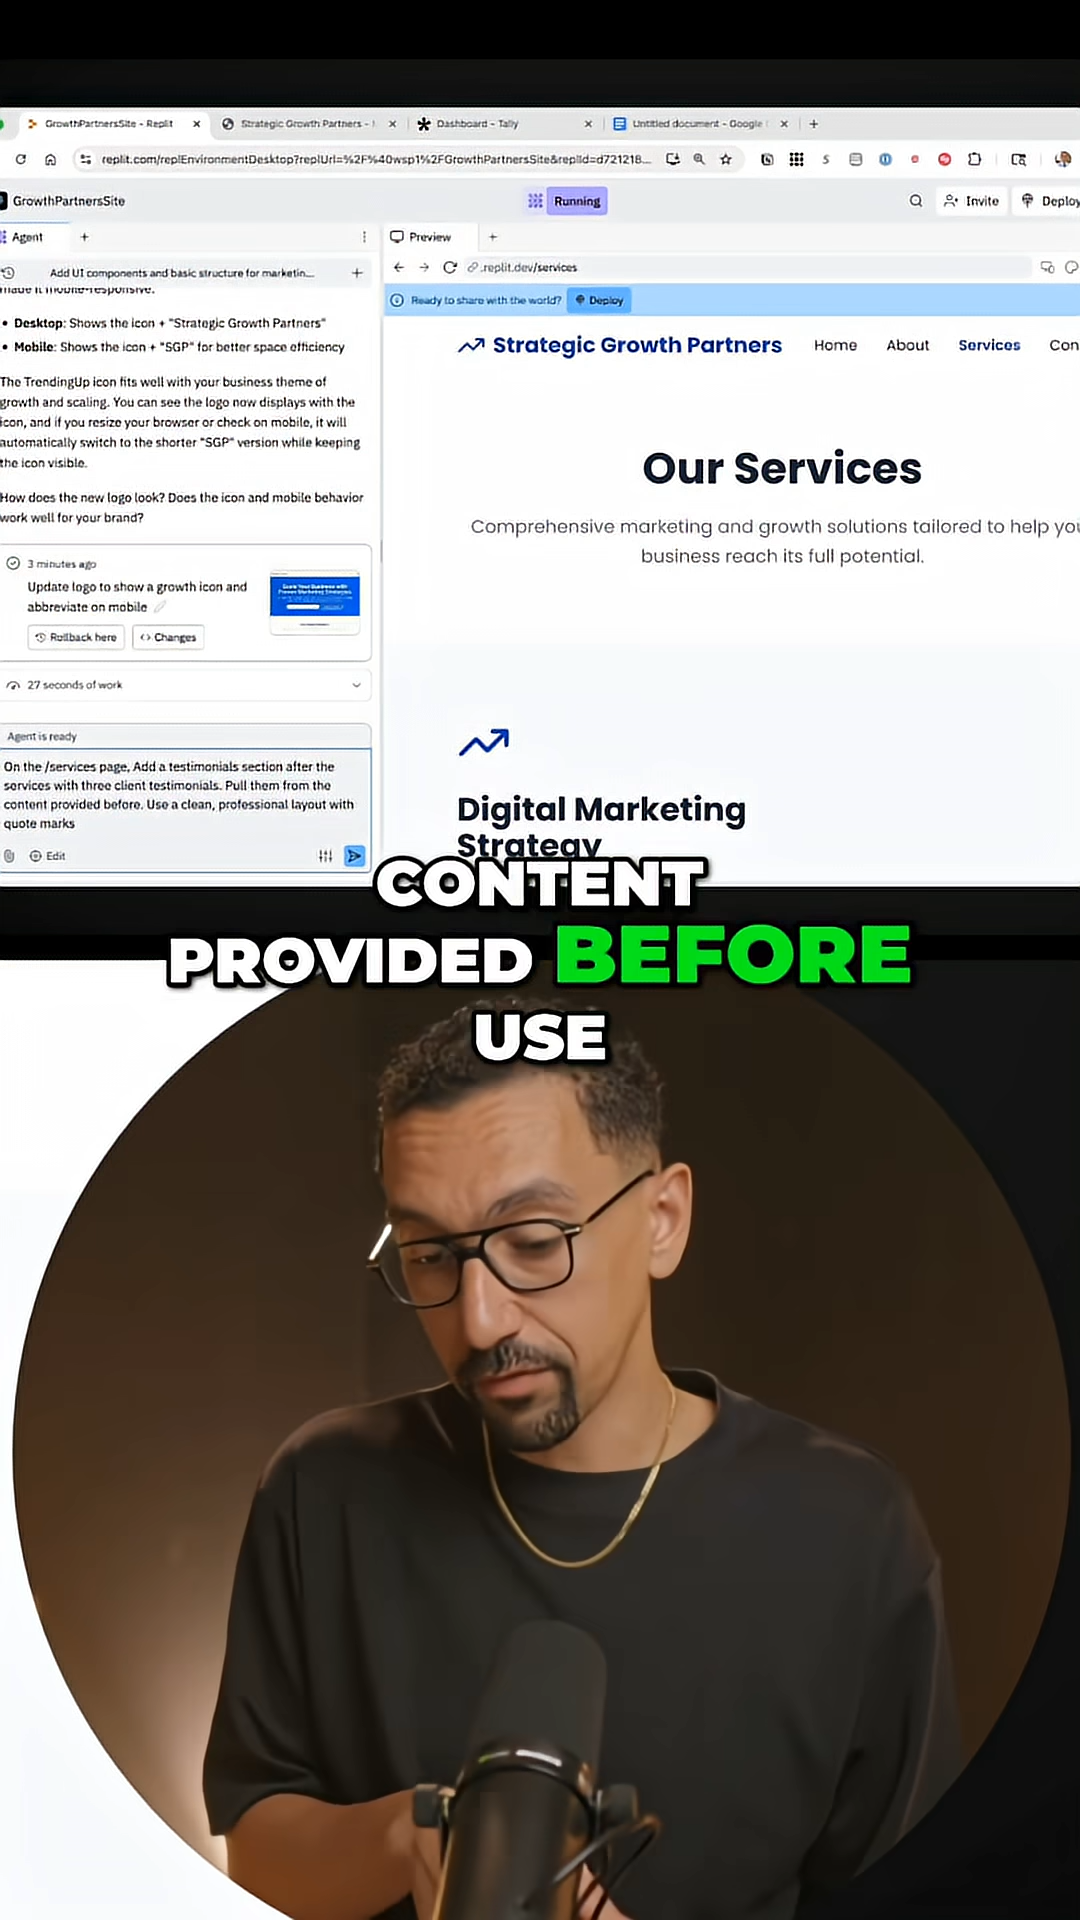 GrowthPartnersSite - Replit
Strategic Growth Partners -
Dashboard - Tally
Untitled document - Google
replit.com/replEnvironmentDesktop?replUrl=%2F%40wsp1%2FGrowthPartnersSite&replId=d721218...
GrowthPartnersSite
Running
Invite
Deploy
Agent
Preview
Add UI components and basic structure for marketin...
.replit.dev/services
made it mobile-responsive.
Ready to share with the world?
Deploy
• Desktop: Shows the icon + "Strategic Growth Partners"
• Mobile: Shows the icon + "SGP" for better space efficiency
Strategic Growth Partners
Home
About
Services
Con
The TrendingUp icon fits well with your business theme of
growth and scaling. You can see the logo now displays with the
icon, and if you resize your browser or check on mobile, it will
automatically switch to the shorter "SGP" version while keeping
the icon visible.
How does the new logo look? Does the icon and mobile behavior
work well for your brand?
Our Services
Comprehensive marketing and growth solutions tailored to help you
business reach its full potential.
3 minutes ago
Update logo to show a growth icon and
abbreviate on mobile
Rollback here
Changes
27 seconds of work
Agent is ready
On the /services page, Add a testimonials section after the
services with three client testimonials. Pull them from the
content provided before. Use a clean, professional layout with
quote marks
Edit
Digital Marketing
Strategy
CONTENT
PROVIDED BEFORE
USE